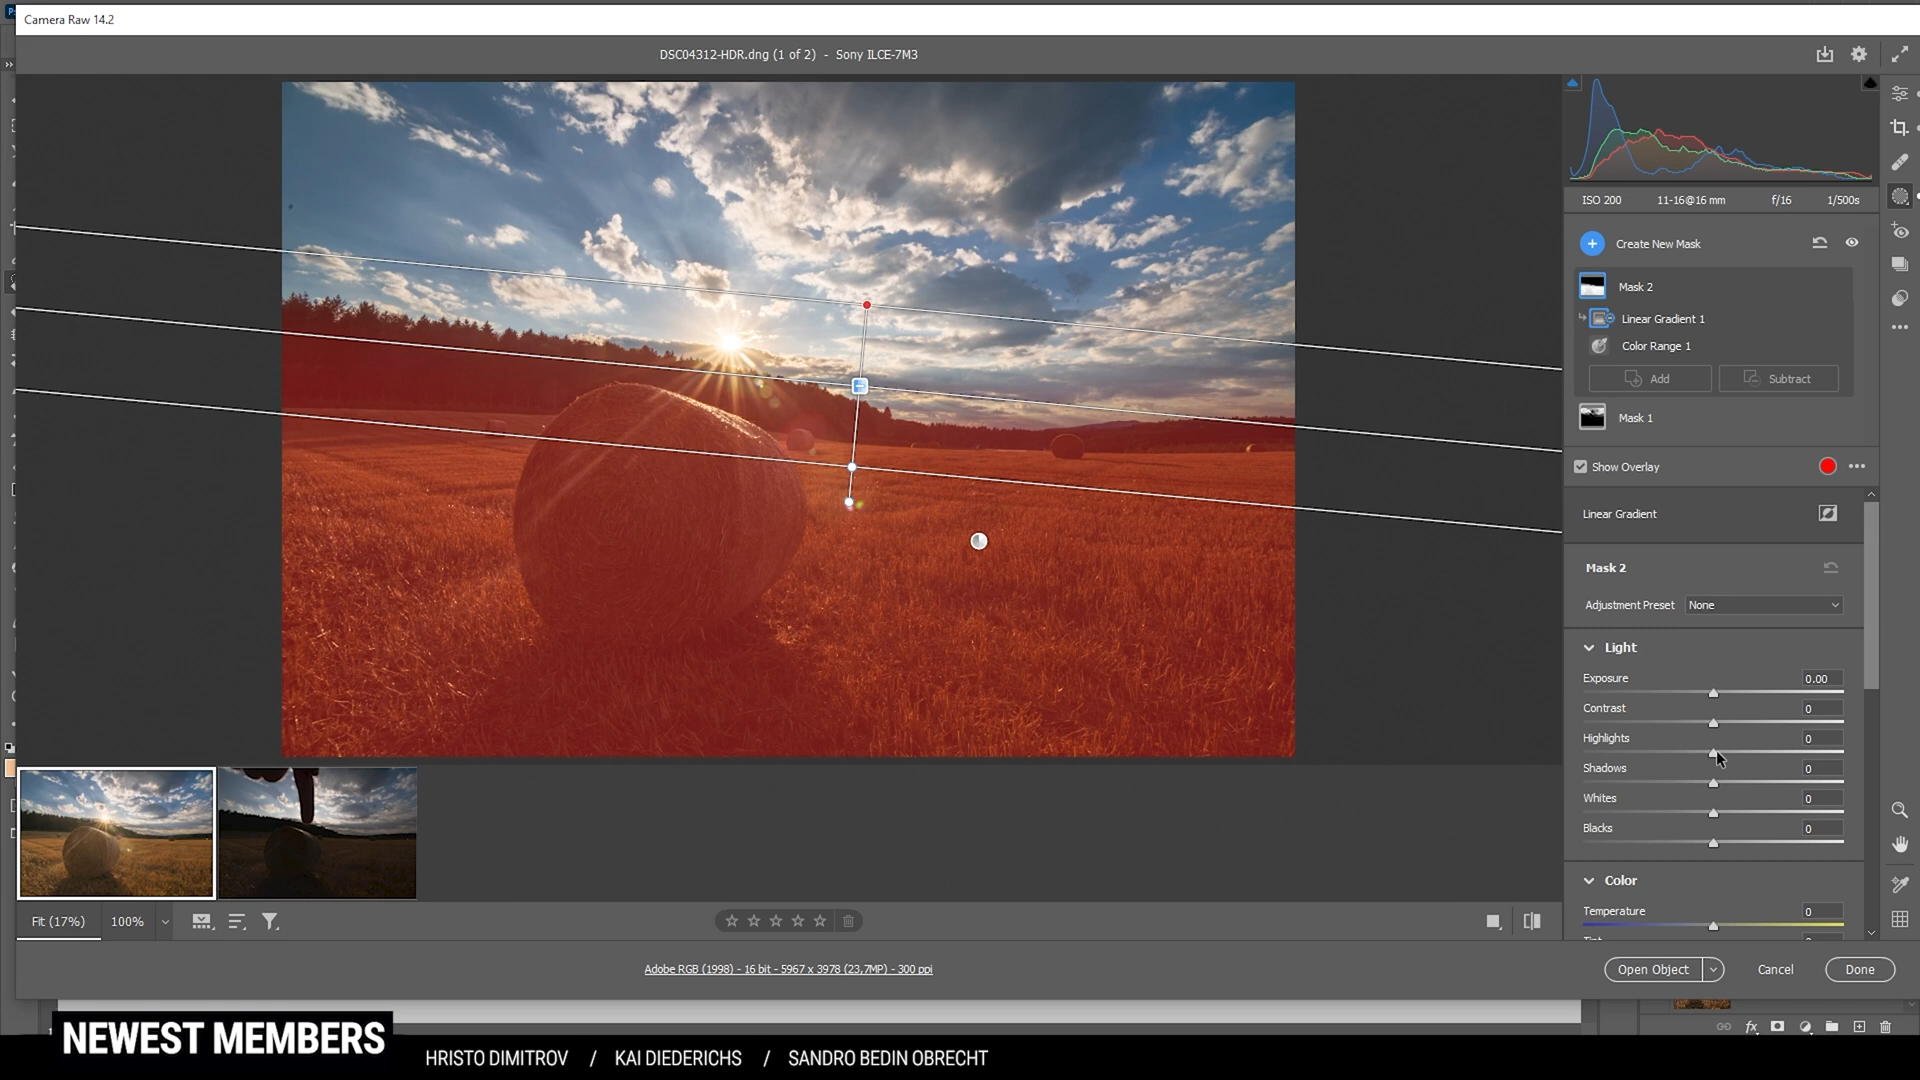 Camera Raw 14.2
DSC04312-HDR.dng (1 of 2) - Sony ILCE-7M3
ISO 200 11-16@16 mm f/16 1/500s
Create New Mask
Mask 2
Linear Gradient 1
Color Range 1
Add Subtract
Mask 1
Show Overlay
Linear Gradient
Mask 2
Adjustment Preset None
Light
Exposure 0.00
Contrast 0
Highlights 0
Shadows 0
Whites 0
Blacks 0
Color
Temperature 0
Fit (17%) 100%
Adobe RGB (1998) - 16 bit - 5967 x 3978 (23,7MP) - 300 ppi
Open Object Cancel Done
fx
NEWEST MEMBERS
HRISTO DIMITROV / KAI DIEDERICHS / SANDRO BEDIN OBRECHT